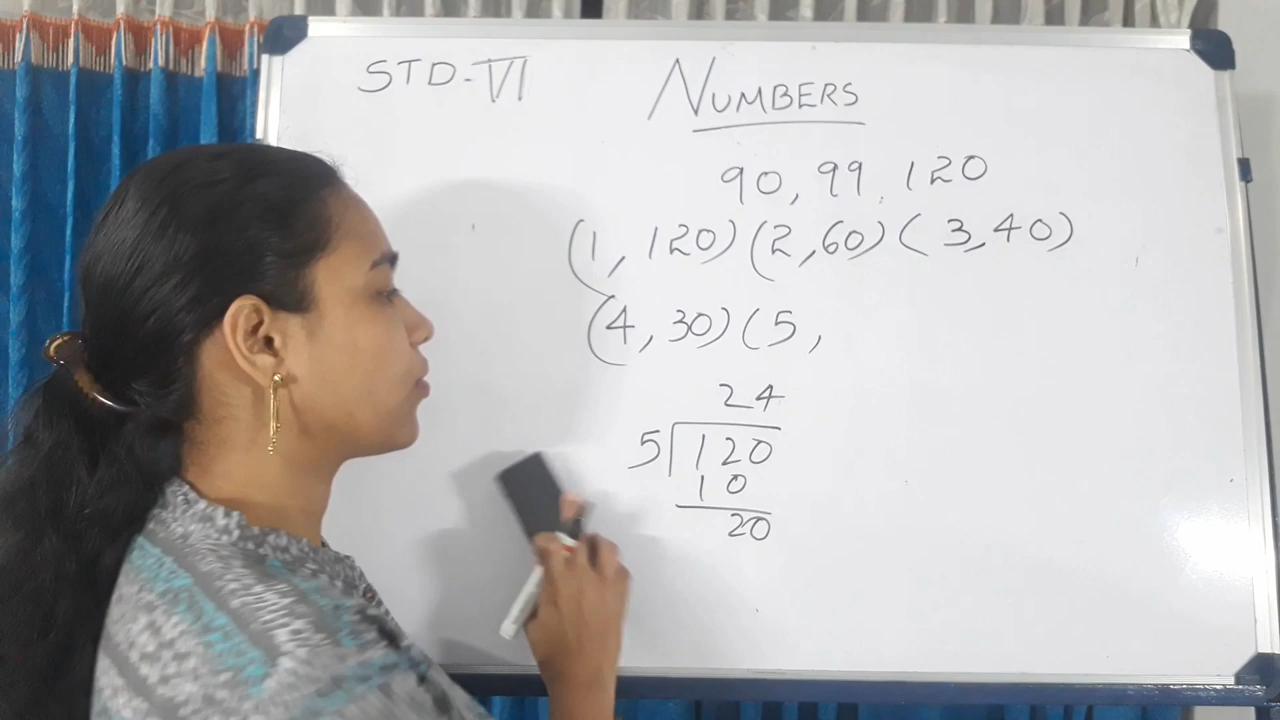 STD-VI
NUMBERS
90, 99, 120
(1, 120) (2, 60) ( 3, 40)
(4, 30) (5,
24
5 120
10
20